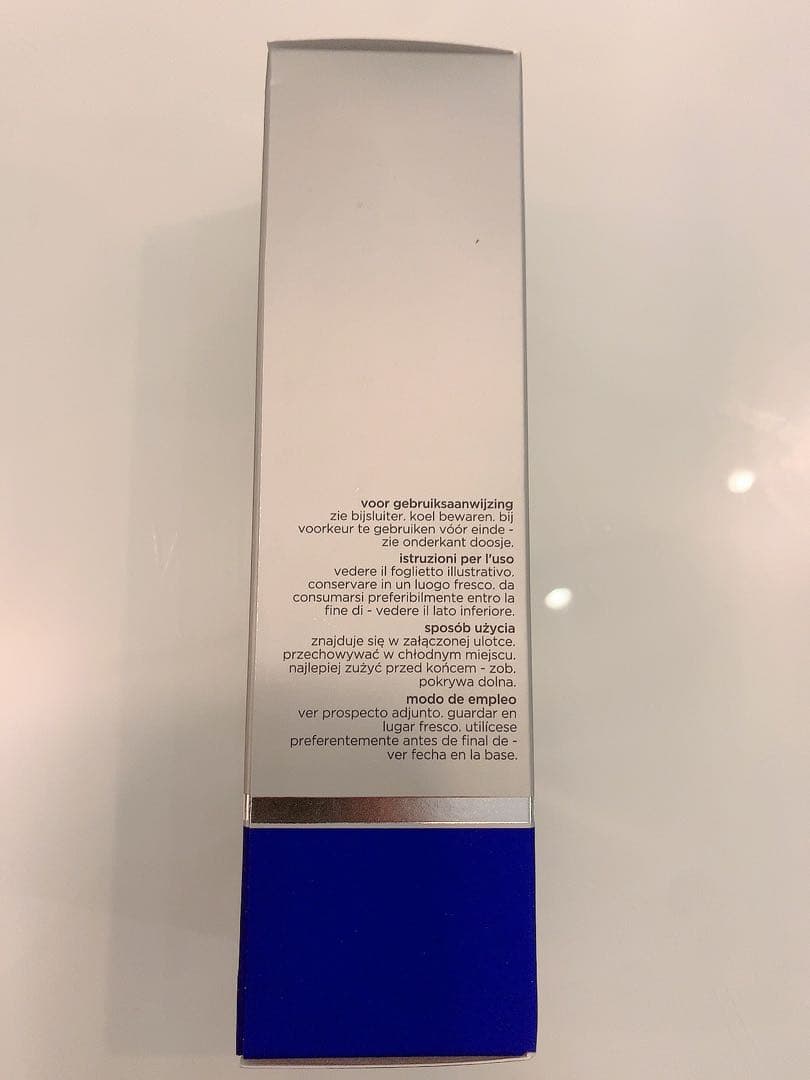 voor gebruiksaanwijzing
zie bijsluiter. koel bewaren. bij
voorkeur te gebruiken vóór einde -
zie onderkant doosje.
istruzioni per l'uso
vedere il foglietto illustrativo.
conservare in un luogo fresco. da
consumarsi preferibilmente entro la
fine di - vedere il lato inferiore.
sposób użycia
znajduje się w załączonej ulotce.
przechowywać w chłodnym miejscu.
najlepiej zużyć przed końcem - zob.
pokrywa dolna.
modo de empleo
ver prospecto adjunto. guardar en
lugar fresco. utilícese
preferentemente antes de final de -
ver fecha en la base.